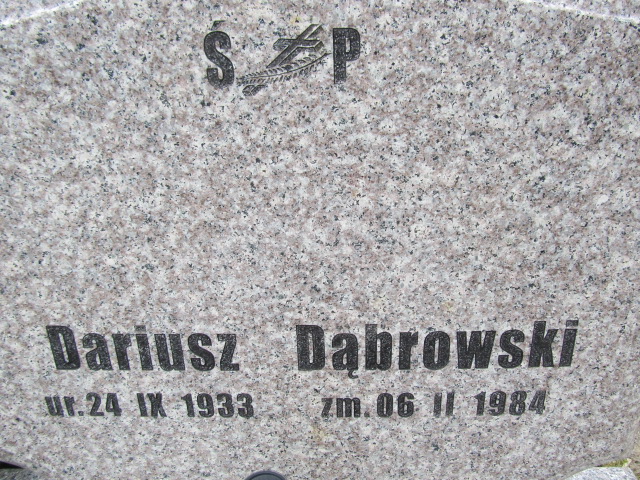 Ś P
Dariusz Dąbrowski
ur. 24 IX 1933 zm. 06 II 1984